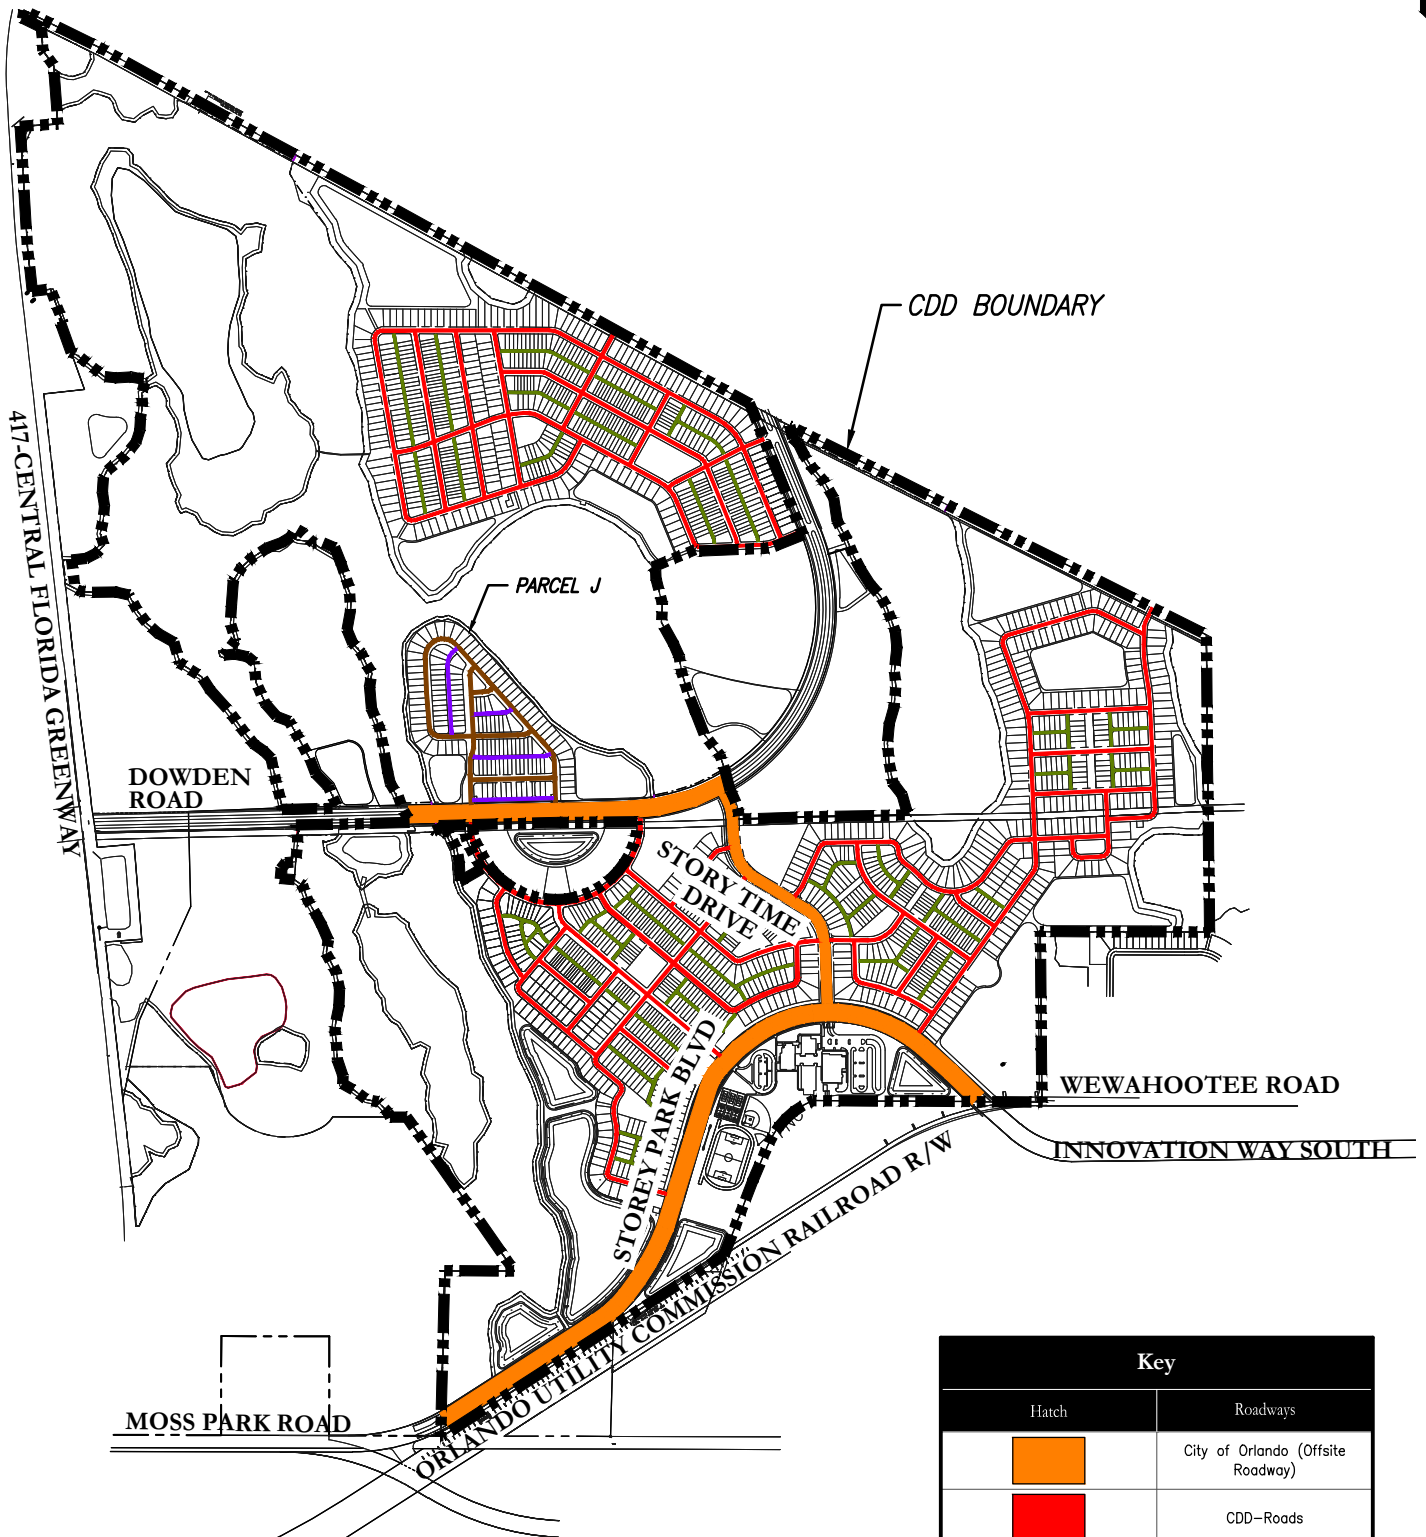 CDD BOUNDARY
417-CENTRAL FLORIDA GREENWAY
PARCEL J
DOWDEN
ROAD
STORY TIME
DRIVE
STOREY PARK BLVD
WEWAHOOTEE ROAD
INNOVATION WAY SOUTH
ORLANDO UTILITY COMMISSION RAILROAD R/W
MOSS PARK ROAD
Key
Hatch
Roadways
City of Orlando (Offsite
Roadway)
CDD-Roads